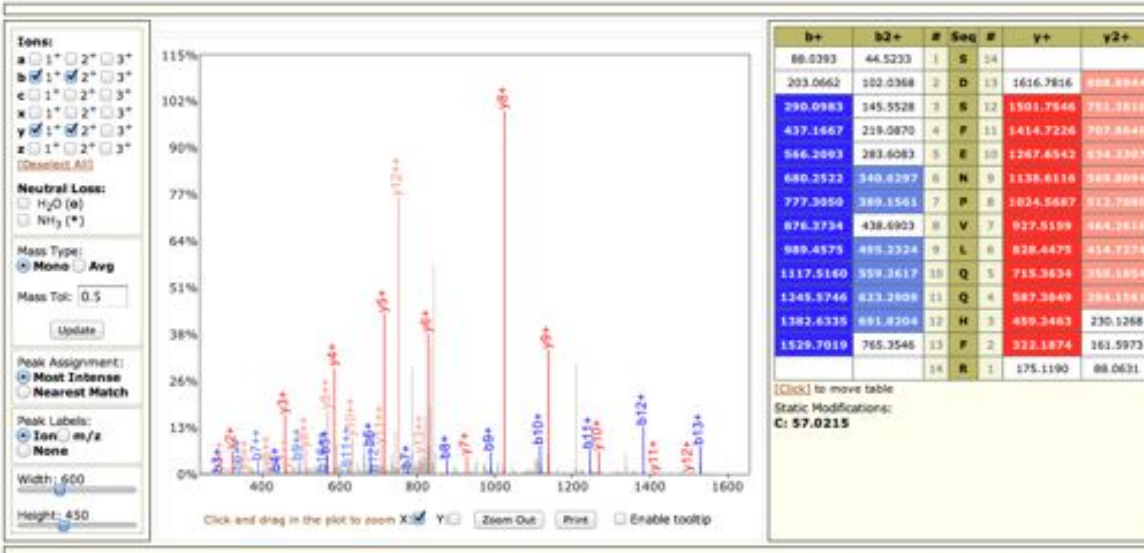 Ions:
a 1+ 2+ 3+
b 1+ 2+ 3+
c 1+ 2+ 3+
x 1+ 2+ 3+
y 1+ 2+ 3+
z 1+ 2+ 3+
[Deselect All]
Neutral Loss:
H2O (o)
NH3 (*)
Mass Type:
Mono Avg
Mass Tol: 0.5
Update
Peak Assignment:
Most Intense
Nearest Match
Peak Labels:
Ion m/z
None
Width: 600
Height: 450
115%
102%
90%
77%
64%
51%
38%
26%
13%
0%
400 600 800 1000 1200 1400 1600
b3+
y2+
b7++
b4+
y3+
b9++
b5+
y4+
b11++
b6+
y5+
y12++
b7+
y6+
b8+
y7+
b9+
y8+
b10+
y9+
b11+
y10+
b12+
y11+
y12+
b13+
Click and drag in the plot to zoom X: Y: Zoom Out Print Enable tooltip
b+ b2+ # Seq # y+ y2+
88.0393 44.5233 1 S 14
203.0662 102.0368 2 D 13 1616.7816
290.0983 145.5528 3 S 12 1501.7546
437.1667 219.0870 4 F 11 1414.7226
566.2093 283.6083 5 E 10 1267.6542
680.2522 340.6297 6 N 9 1138.6116
777.3050 389.1561 7 P 8 1024.5687
876.3734 438.6903 8 V 7 927.5159
989.4575 495.2324 9 L 6 828.4475
1117.5160 559.2617 10 Q 5 715.3634
1245.5746 623.2909 11 Q 4 587.3049
1382.6335 691.8204 12 H 3 459.2463 230.1268
1529.7019 765.3546 13 F 2 322.1874 161.5973
14 R 1 175.1190 88.0631
[Click] to move table
Static Modifications:
C: 57.0215